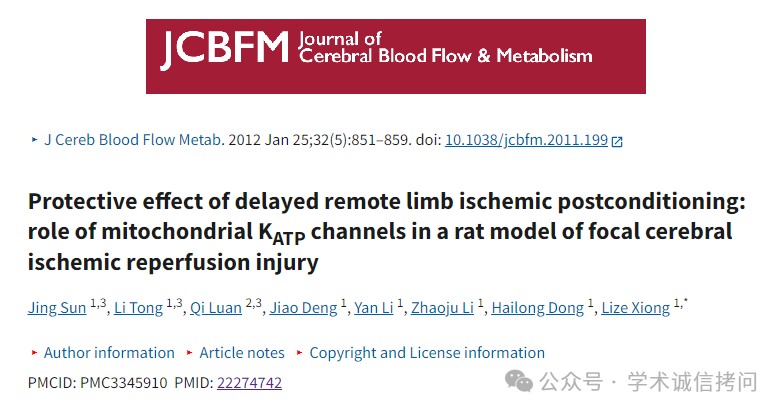 JCBFM Journal of
Cerebral Blood Flow & Metabolism
J Cereb Blood Flow Metab. 2012 Jan 25;32(5):851–859. doi: 10.1038/jcbfm.2011.199
Protective effect of delayed remote limb ischemic postconditioning:
role of mitochondrial KATP channels in a rat model of focal cerebral
ischemic reperfusion injury
Jing Sun 1,3, Li Tong 1,3, Qi Luan 2,3, Jiao Deng 1, Yan Li 1, Zhaoju Li 1, Hailong Dong 1, Lize Xiong 1,*
Author information Article notes Copyright and License information
PMCID: PMC3345910 PMID: 22274742
公众号 · 学术诚信拷问